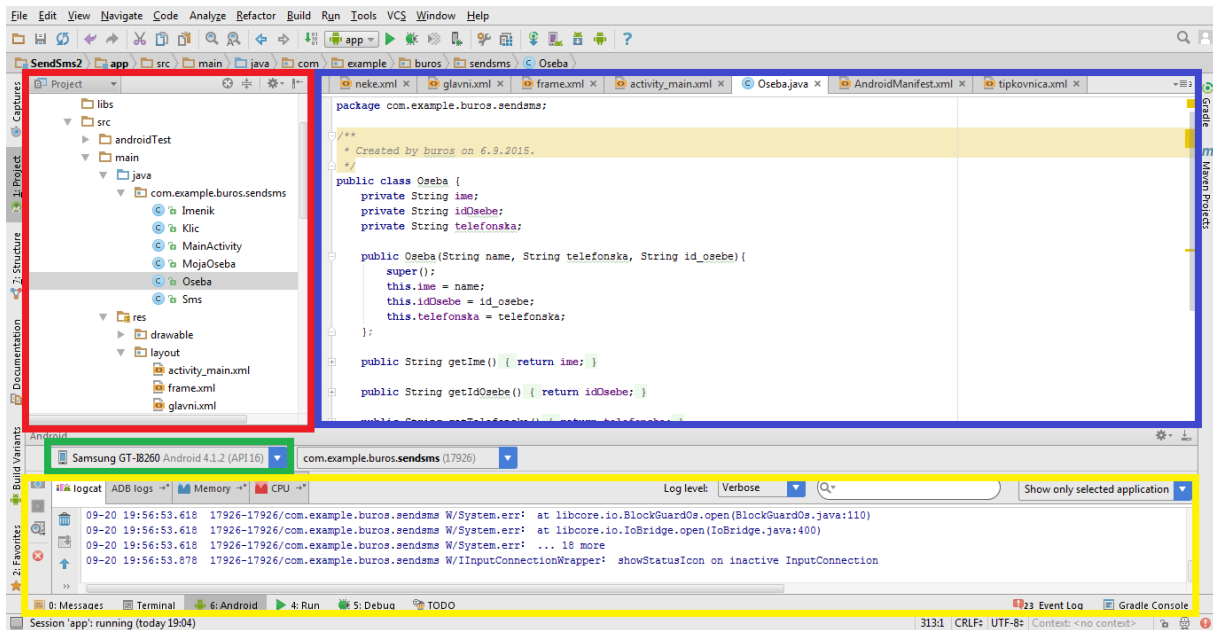 File Edit View Navigate Code Analyze Refactor Build Run Tools VCS Window Help
app
SendSms2 app src main java com example buros sendsms Oseba
Project
neke.xml glavni.xml frame.xml activity_main.xml Oseba.java AndroidManifest.xml tipkovnica.xml
Captures
1: Project
7: Structure
Documentation
Build Variants
2: Favorites
libs
src
androidTest
main
java
com.example.buros.sendsms
Imenik
Klic
MainActivity
MojaOseba
Oseba
Sms
res
drawable
layout
activity_main.xml
frame.xml
glavni.xml
package com.example.buros.sendsms;
/**
* Created by buros on 6.9.2015.
*/
public class Oseba {
private String ime;
private String idOsebe;
private String telefonska;
public Oseba(String name, String telefonska, String id_osebe){
super();
this.ime = name;
this.idOsebe = id_osebe;
this.telefonska = telefonska;
};
public String getIme() { return ime; }
public String getIdOsebe() { return idOsebe; }
public String getTelefonska() { return telefonska; }
Gradle
Maven Projects
Android
Samsung GT-I8260 Android 4.1.2 (API 16) com.example.buros.sendsms (17926)
logcat ADB logs Memory CPU Log level: Verbose Show only selected application
09-20 19:56:53.618 17926-17926/com.example.buros.sendsms W/System.err: at libcore.io.BlockGuardOs.open(BlockGuardOs.java:110)
09-20 19:56:53.618 17926-17926/com.example.buros.sendsms W/System.err: at libcore.io.IoBridge.open(IoBridge.java:400)
09-20 19:56:53.618 17926-17926/com.example.buros.sendsms W/System.err: ... 18 more
09-20 19:56:53.878 17926-17926/com.example.buros.sendsms W/IInputConnectionWrapper: showStatusIcon on inactive InputConnection
0: Messages Terminal 6: Android 4: Run 5: Debug TODO 23 Event Log Gradle Console
Session 'app': running (today 19:04) 313:1 CRLF UTF-8 Context: <no context>